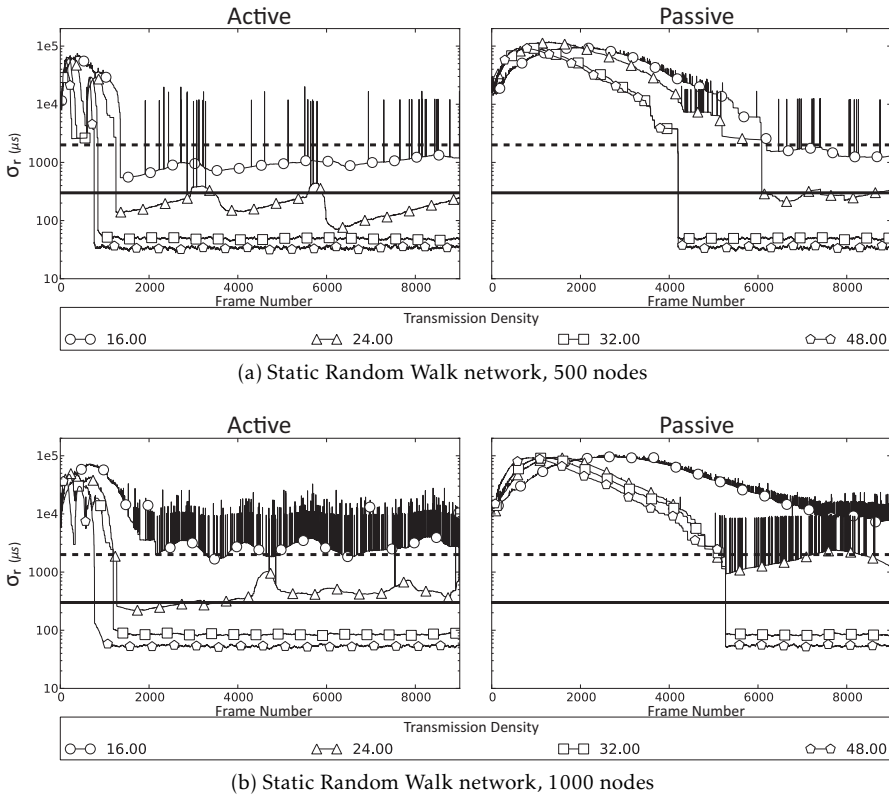 Active Passive
1e5
1e4
1000
100
10
σr (μs)
0 2000 4000 6000 8000 0 2000 4000 6000 8000
Frame Number Frame Number
Transmission Density
16.00 24.00 32.00 48.00
(a) Static Random Walk network, 500 nodes
Active Passive
1e5
1e4
1000
100
10
σr (μs)
0 2000 4000 6000 8000 0 2000 4000 6000 8000
Frame Number Frame Number
Transmission Density
16.00 24.00 32.00 48.00
(b) Static Random Walk network, 1000 nodes